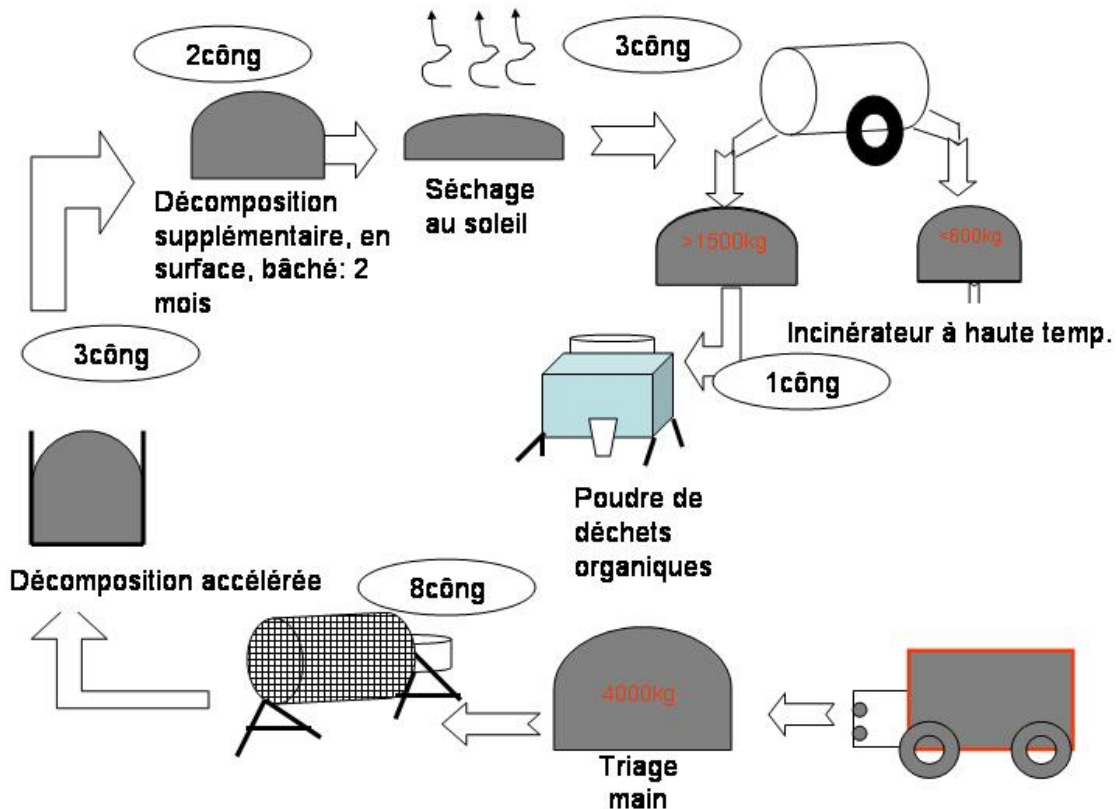 2công
3công
Décomposition
supplémentaire, en
surface, bâché: 2
mois
Séchage
au soleil
>1500kg
<600kg
Incinérateur à haute temp.
3công
1công
Poudre de
déchets
organiques
Décomposition accélérée
8công
4000kg
Triage
main